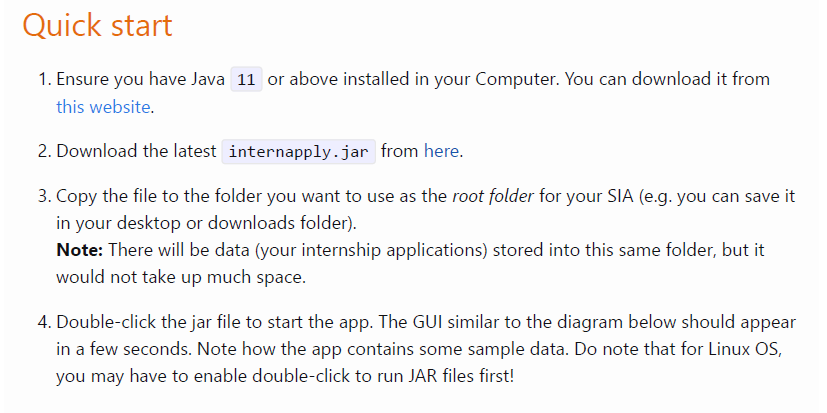 Quick start
1. Ensure you have Java 11 or above installed in your Computer. You can download it from
this website.
2. Download the latest internapply.jar from here.
3. Copy the file to the folder you want to use as the root folder for your SIA (e.g. you can save it
in your desktop or downloads folder).
Note: There will be data (your internship applications) stored into this same folder, but it
would not take up much space.
4. Double-click the jar file to start the app. The GUI similar to the diagram below should appear
in a few seconds. Note how the app contains some sample data. Do note that for Linux OS,
you may have to enable double-click to run JAR files first!